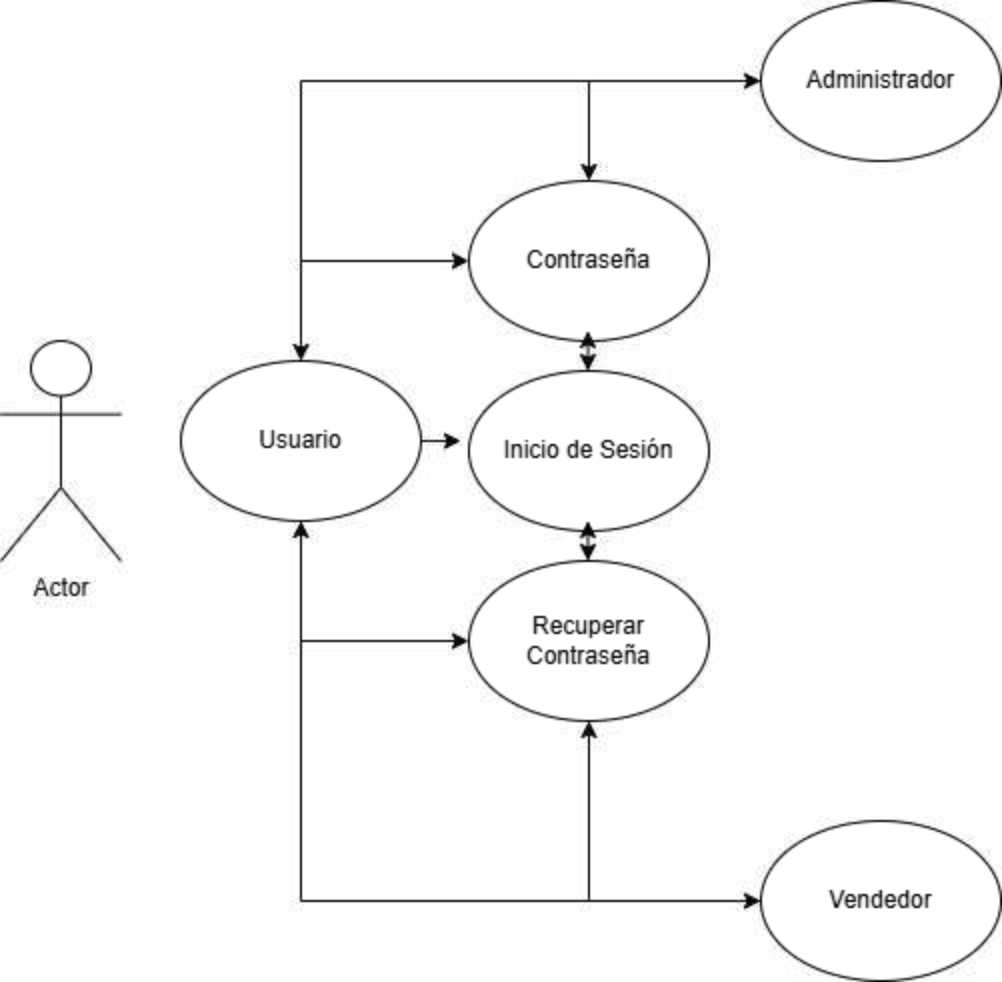 Administrador
Contraseña
Usuario
Inicio de Sesión
Actor
Recuperar
Contraseña
Vendedor